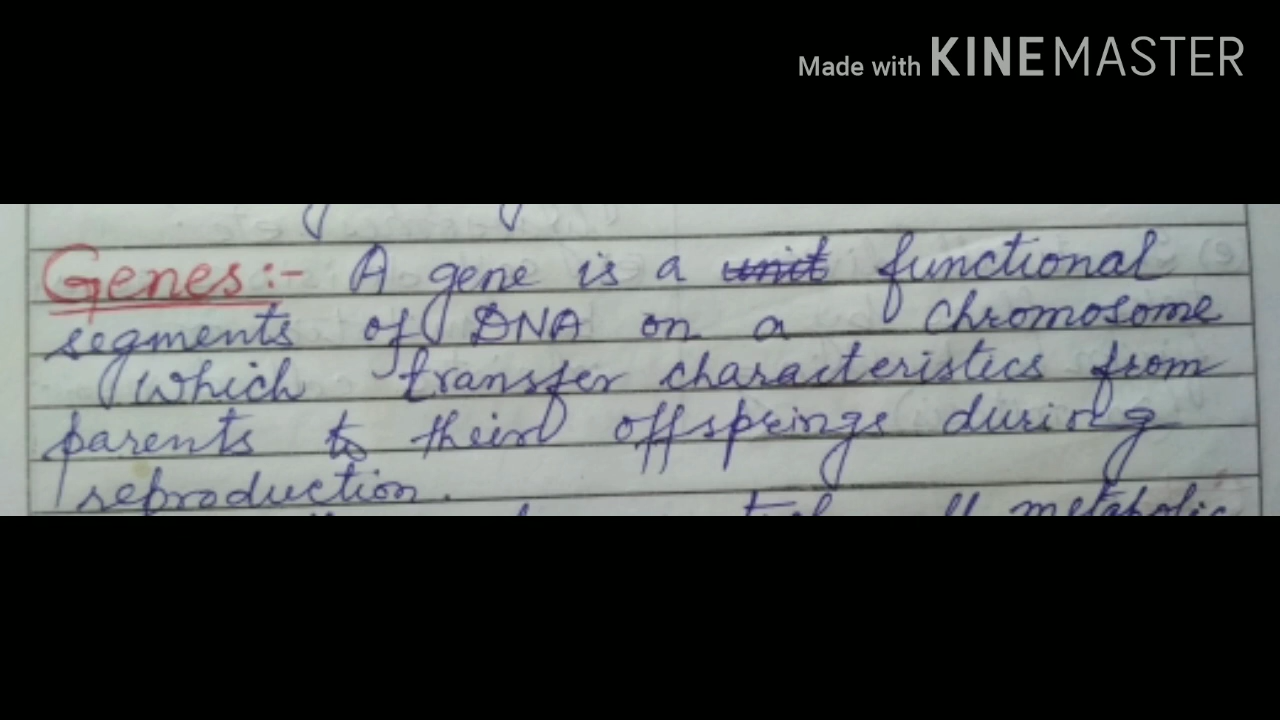 Made with KINEMASTER
Genes:- A gene is a unit functional
segments of DNA on a chromosome
which transfer characteristics from
parents to their offsprings during
reproduction.
metabolic